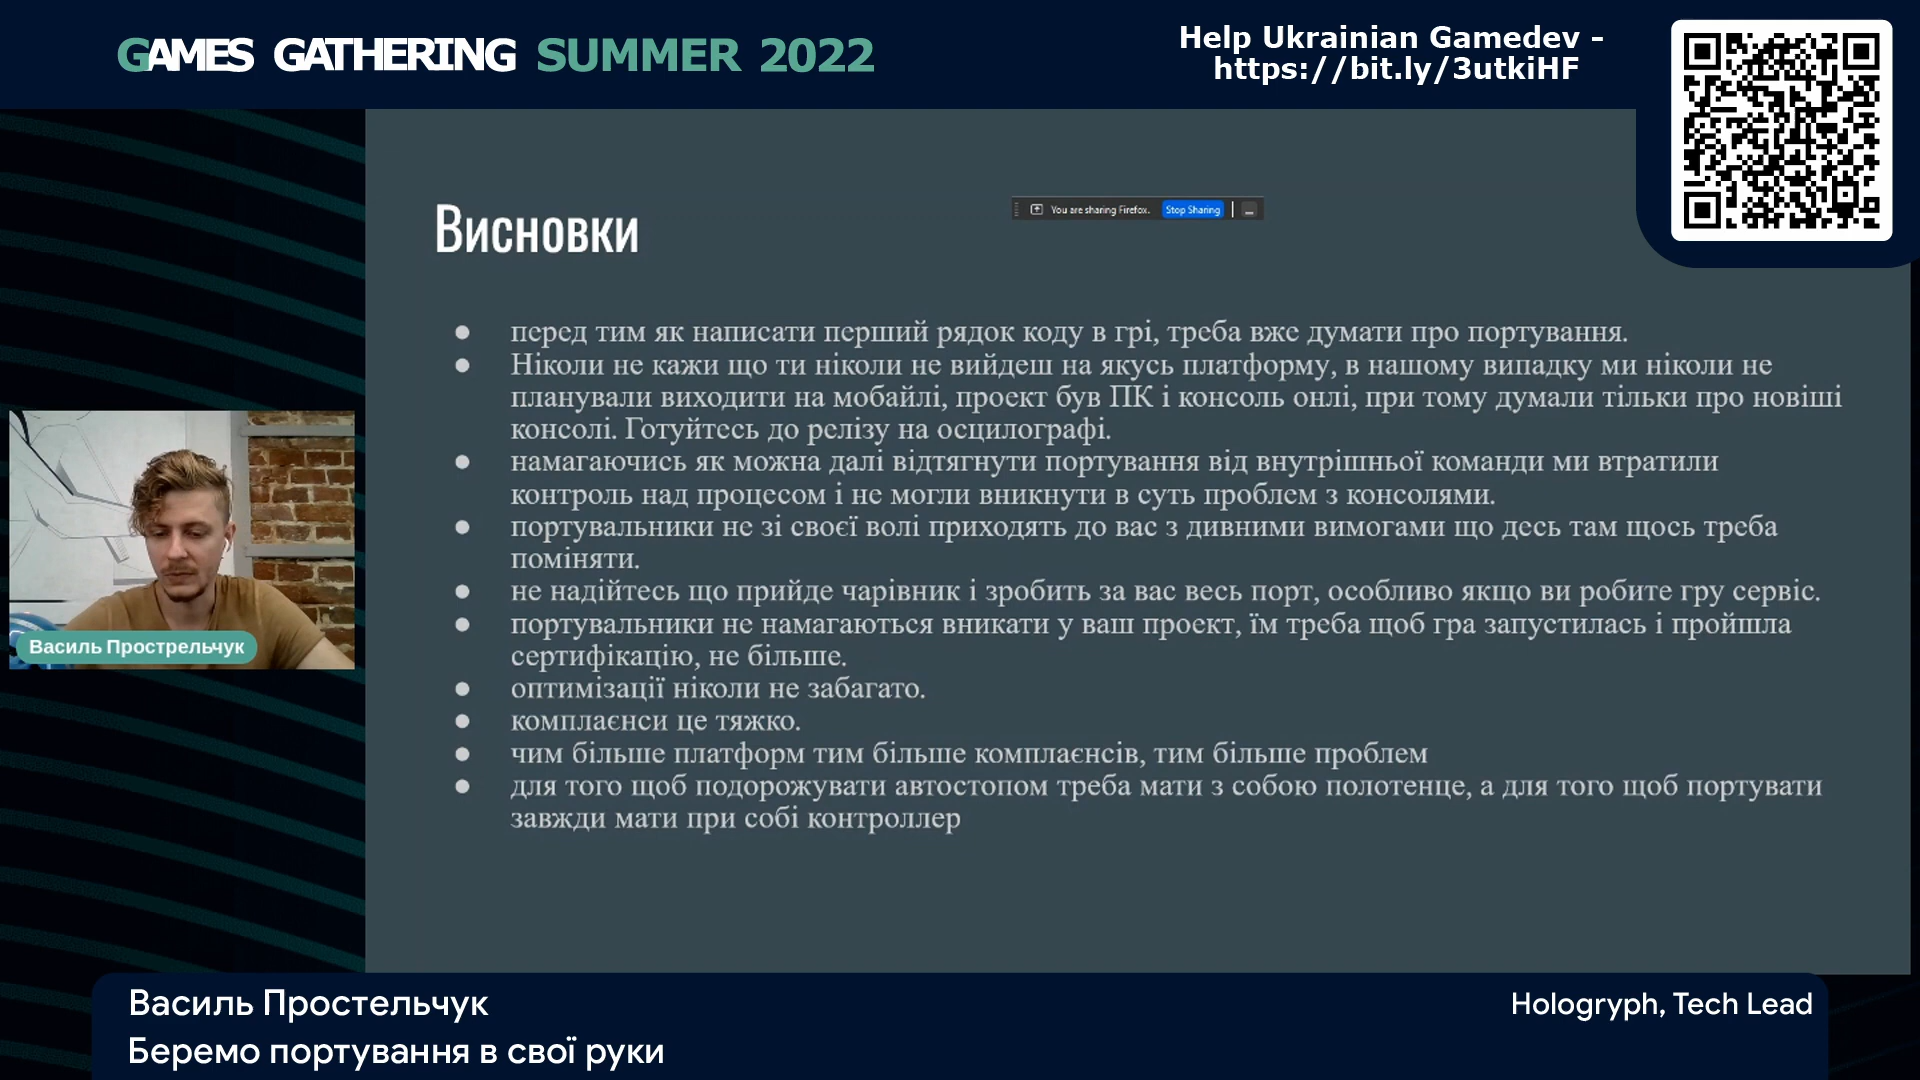 GAMES GATHERING SUMMER 2022
Help Ukrainian Gamedev -
https://bit.ly/3utkiHF
You are sharing Firefox.
Stop Sharing
Висновки
● перед тим як написати перший рядок коду в грі, треба вже думати про портування.
● Ніколи не кажи що ти ніколи не вийдеш на якусь платформу, в нашому випадку ми ніколи не
планували виходити на мобайлі, проект був ПК і консоль онлі, при тому думали тільки про новіші
консолі. Готуйтесь до релізу на осцилографі.
● намагаючись як можна далі відтягнути портування від внутрішньої команди ми втратили
контроль над процесом і не могли вникнути в суть проблем з консолями.
● портувальники не зі своєї волі приходять до вас з дивними вимогами що десь там щось треба
поміняти.
● не надійтесь що прийде чарівник і зробить за вас весь порт, особливо якщо ви робите гру сервіс.
● портувальники не намагаються вникати у ваш проект, їм треба щоб гра запустилась і пройшла
сертифікацію, не більше.
● оптимізації ніколи не забагато.
● комплаєнси це тяжко.
● чим більше платформ тим більше комплаєнсів, тим більше проблем
● для того щоб подорожувати автостопом треба мати з собою полотенце, а для того щоб портувати
завжди мати при собі контроллер
Василь Прострельчук
Василь Простельчук
Hologryph, Tech Lead
Беремо портування в свої руки